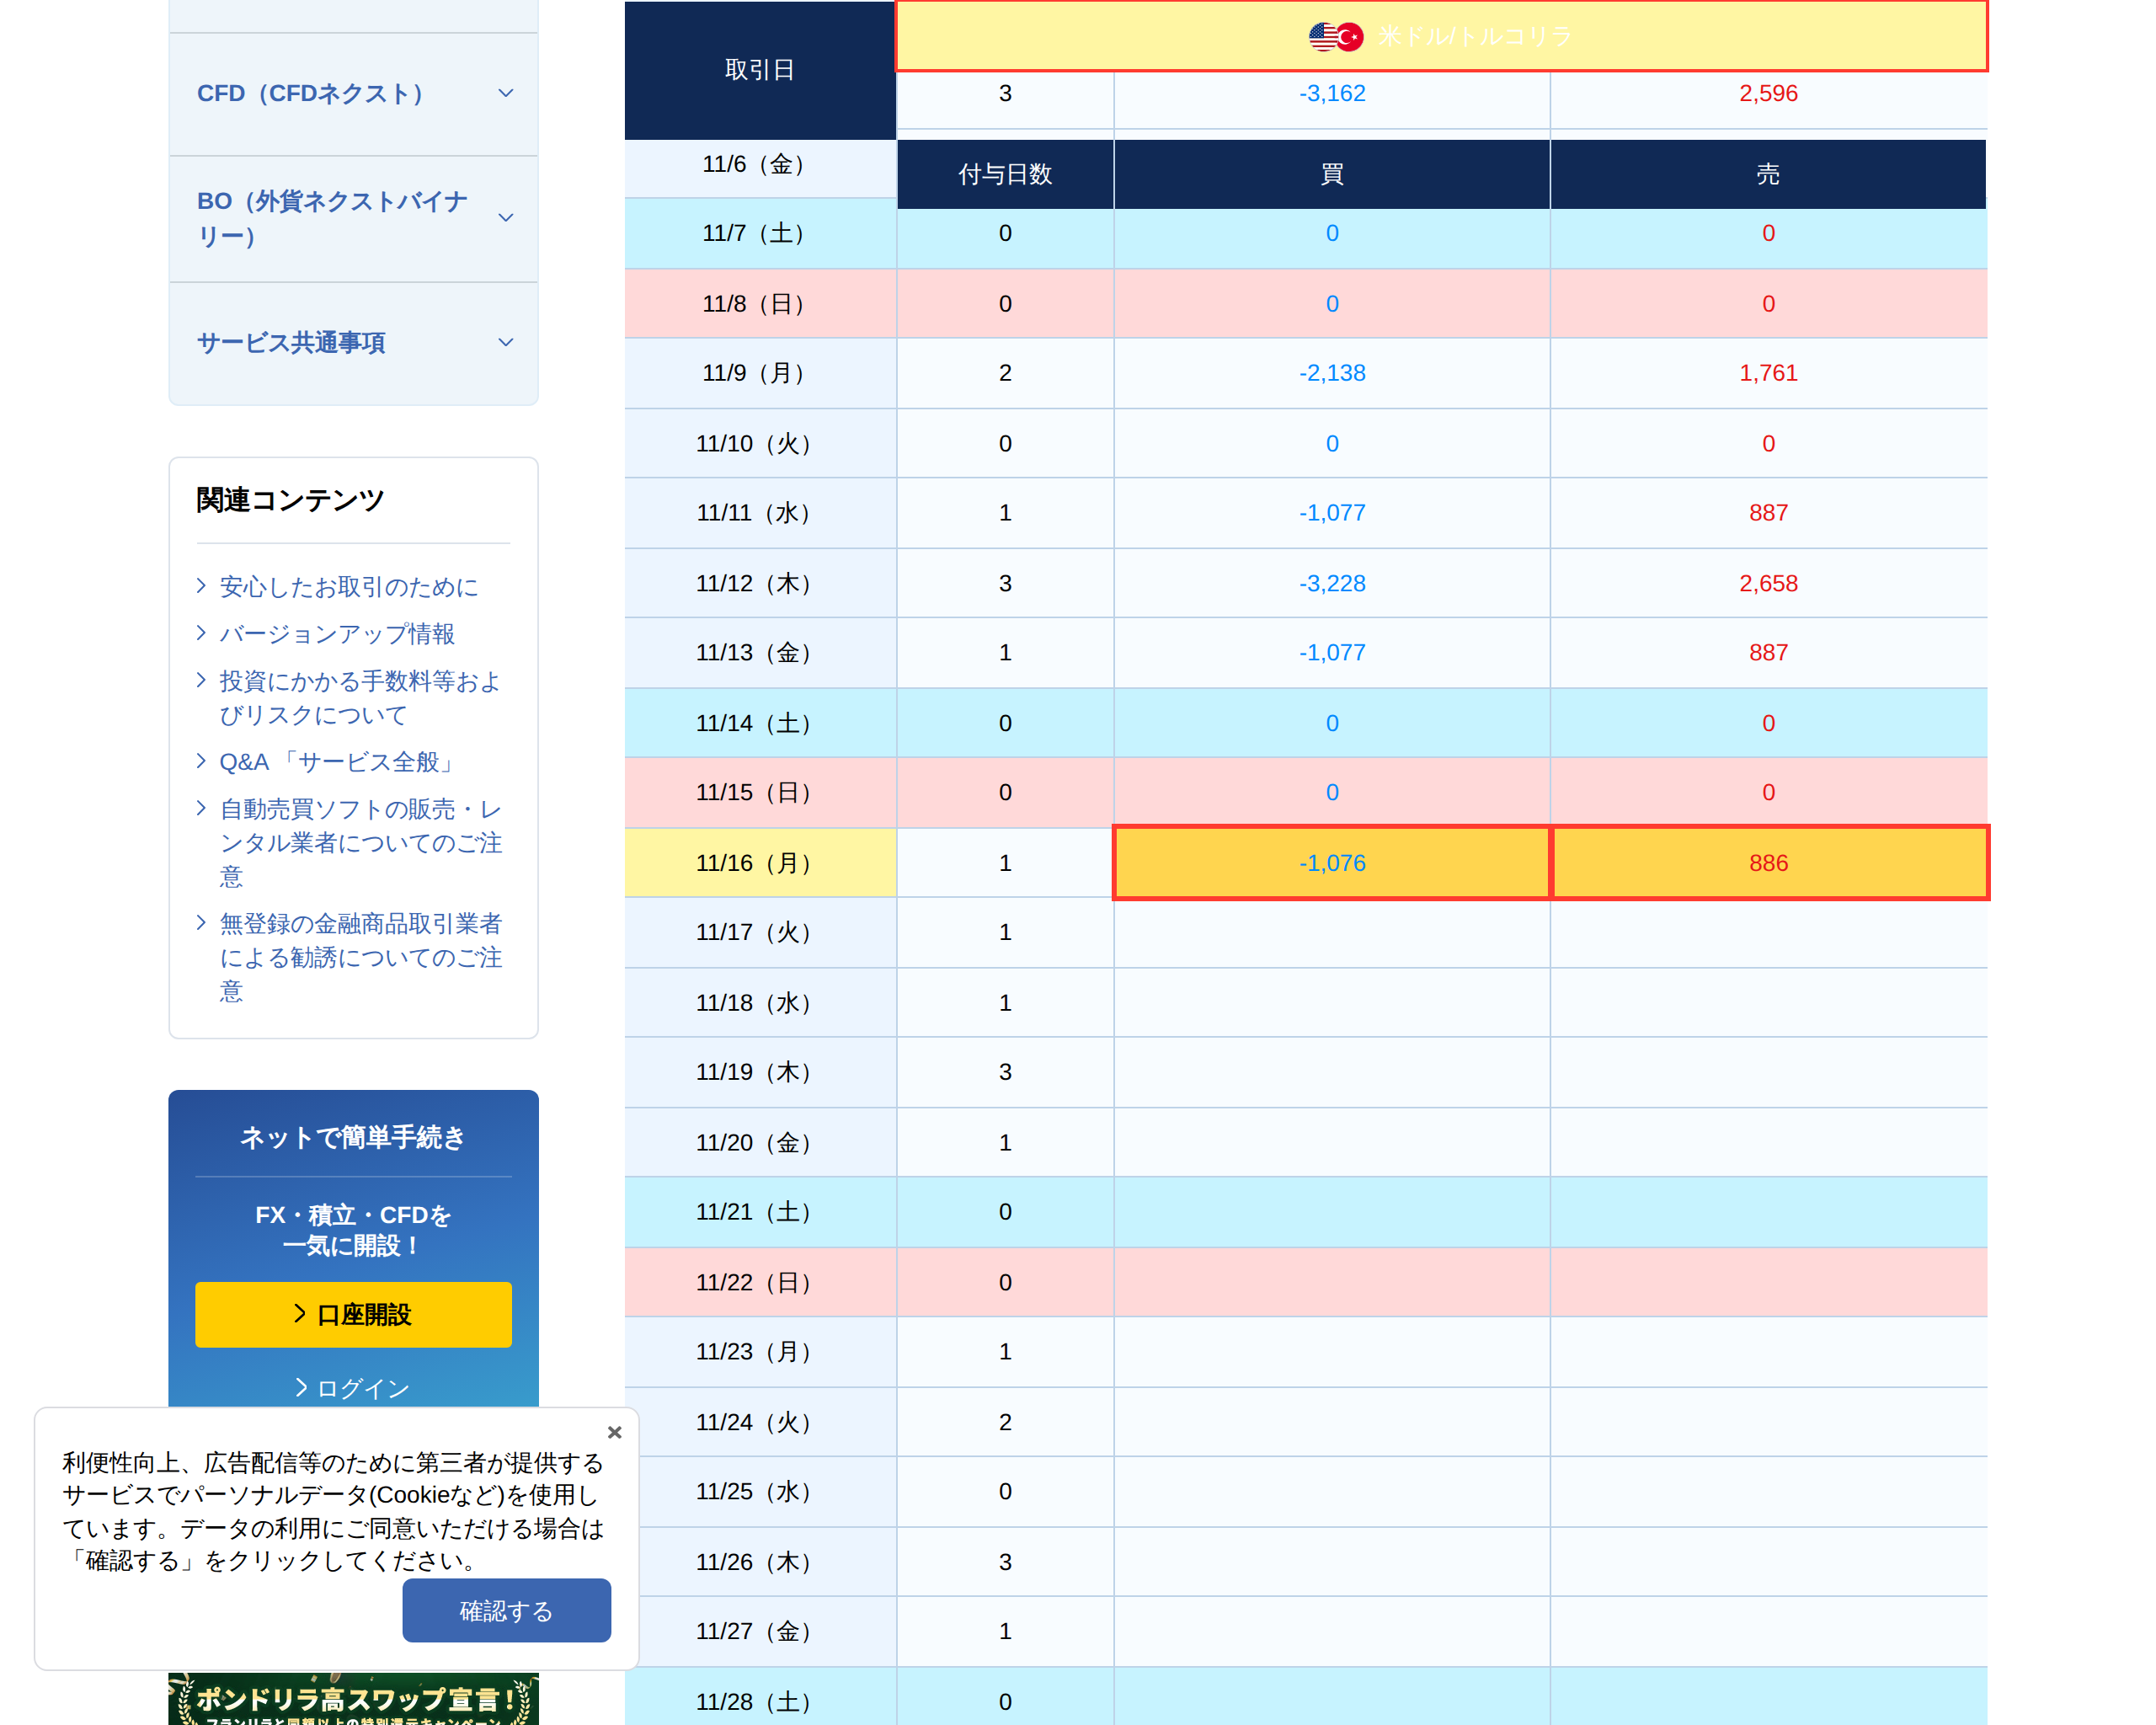 CFD（CFDネクスト）
BO（外貨ネクストバイナ
リー）
サービス共通事項
関連コンテンツ
安心したお取引のために
バージョンアップ情報
投資にかかる手数料等およ
びリスクについて
Q&A 「サービス全般」
自動売買ソフトの販売・レ
ンタル業者についてのご注
意
無登録の金融商品取引業者
による勧誘についてのご注
意
ネットで簡単手続き
FX・積立・CFDを
一気に開設！
口座開設
ログイン
×
利便性向上、広告配信等のために第三者が提供する
サービスでパーソナルデータ(Cookieなど)を使用し
ています。データの利用にご同意いただける場合は
「確認する」をクリックしてください。
確認する
ポンドリラ高スワップ宣言！
フランリラと同額以上の特別還元キャンペーン
取引日 米ドル/トルコリラ
3 -3,162 2,596
付与日数 買 売
11/6（金）
11/7（土） 0 0 0
11/8（日） 0 0 0
11/9（月） 2 -2,138 1,761
11/10（火） 0 0 0
11/11（水） 1 -1,077 887
11/12（木） 3 -3,228 2,658
11/13（金） 1 -1,077 887
11/14（土） 0 0 0
11/15（日） 0 0 0
11/16（月） 1 -1,076 886
11/17（火） 1
11/18（水） 1
11/19（木） 3
11/20（金） 1
11/21（土） 0
11/22（日） 0
11/23（月） 1
11/24（火） 2
11/25（水） 0
11/26（木） 3
11/27（金） 1
11/28（土） 0